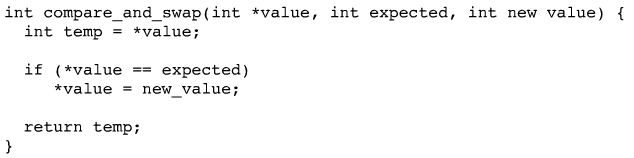 int compare_and_swap(int *value, int expected, int new value) {
  int temp = *value;

  if (*value == expected)
     *value = new_value;

  return temp;
}